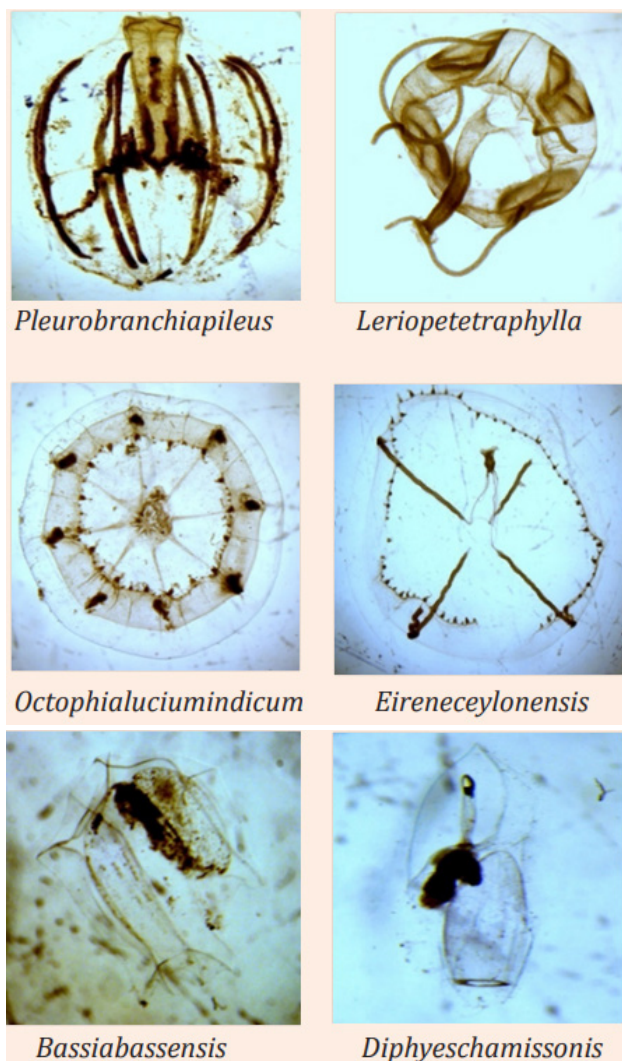 Pleurobranchiapileus
Leriopetetraphylla
Octophialuciumindicum
Eireneceylonensis
Bassiabassensis
Diphyeschamissonis